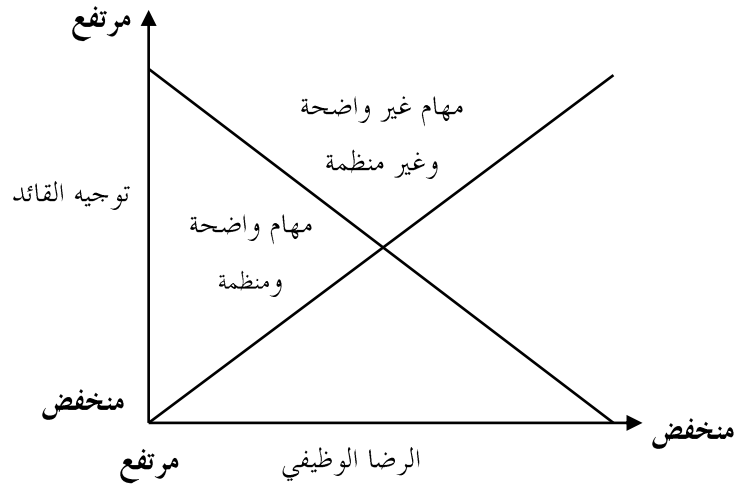 مرتفع
مهام غير واضحة
وغير منظمة
توجيه القائد
مهام واضحة
ومنظمة
منخفض
منخفض
مرتفع
الرضا الوظيفي